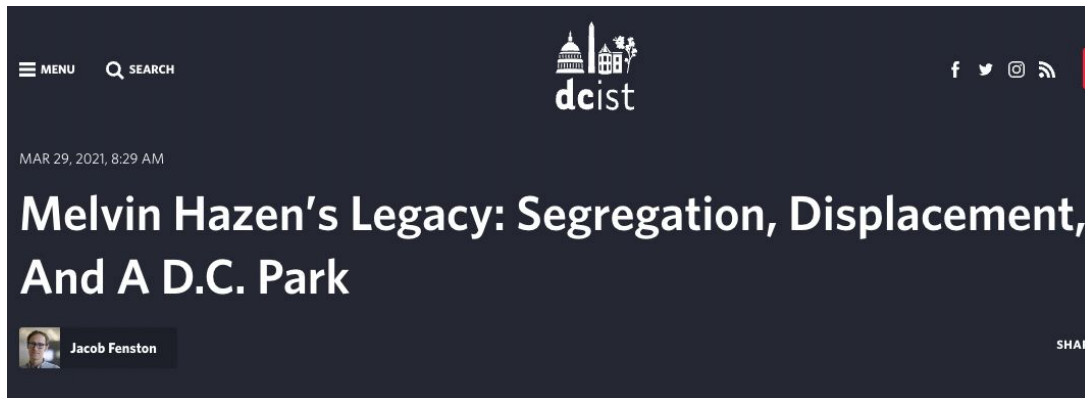 MENU
SEARCH
dcist
MAR 29, 2021, 8:29 AM
Melvin Hazen’s Legacy: Segregation, Displacement,
And A D.C. Park
Jacob Fenston